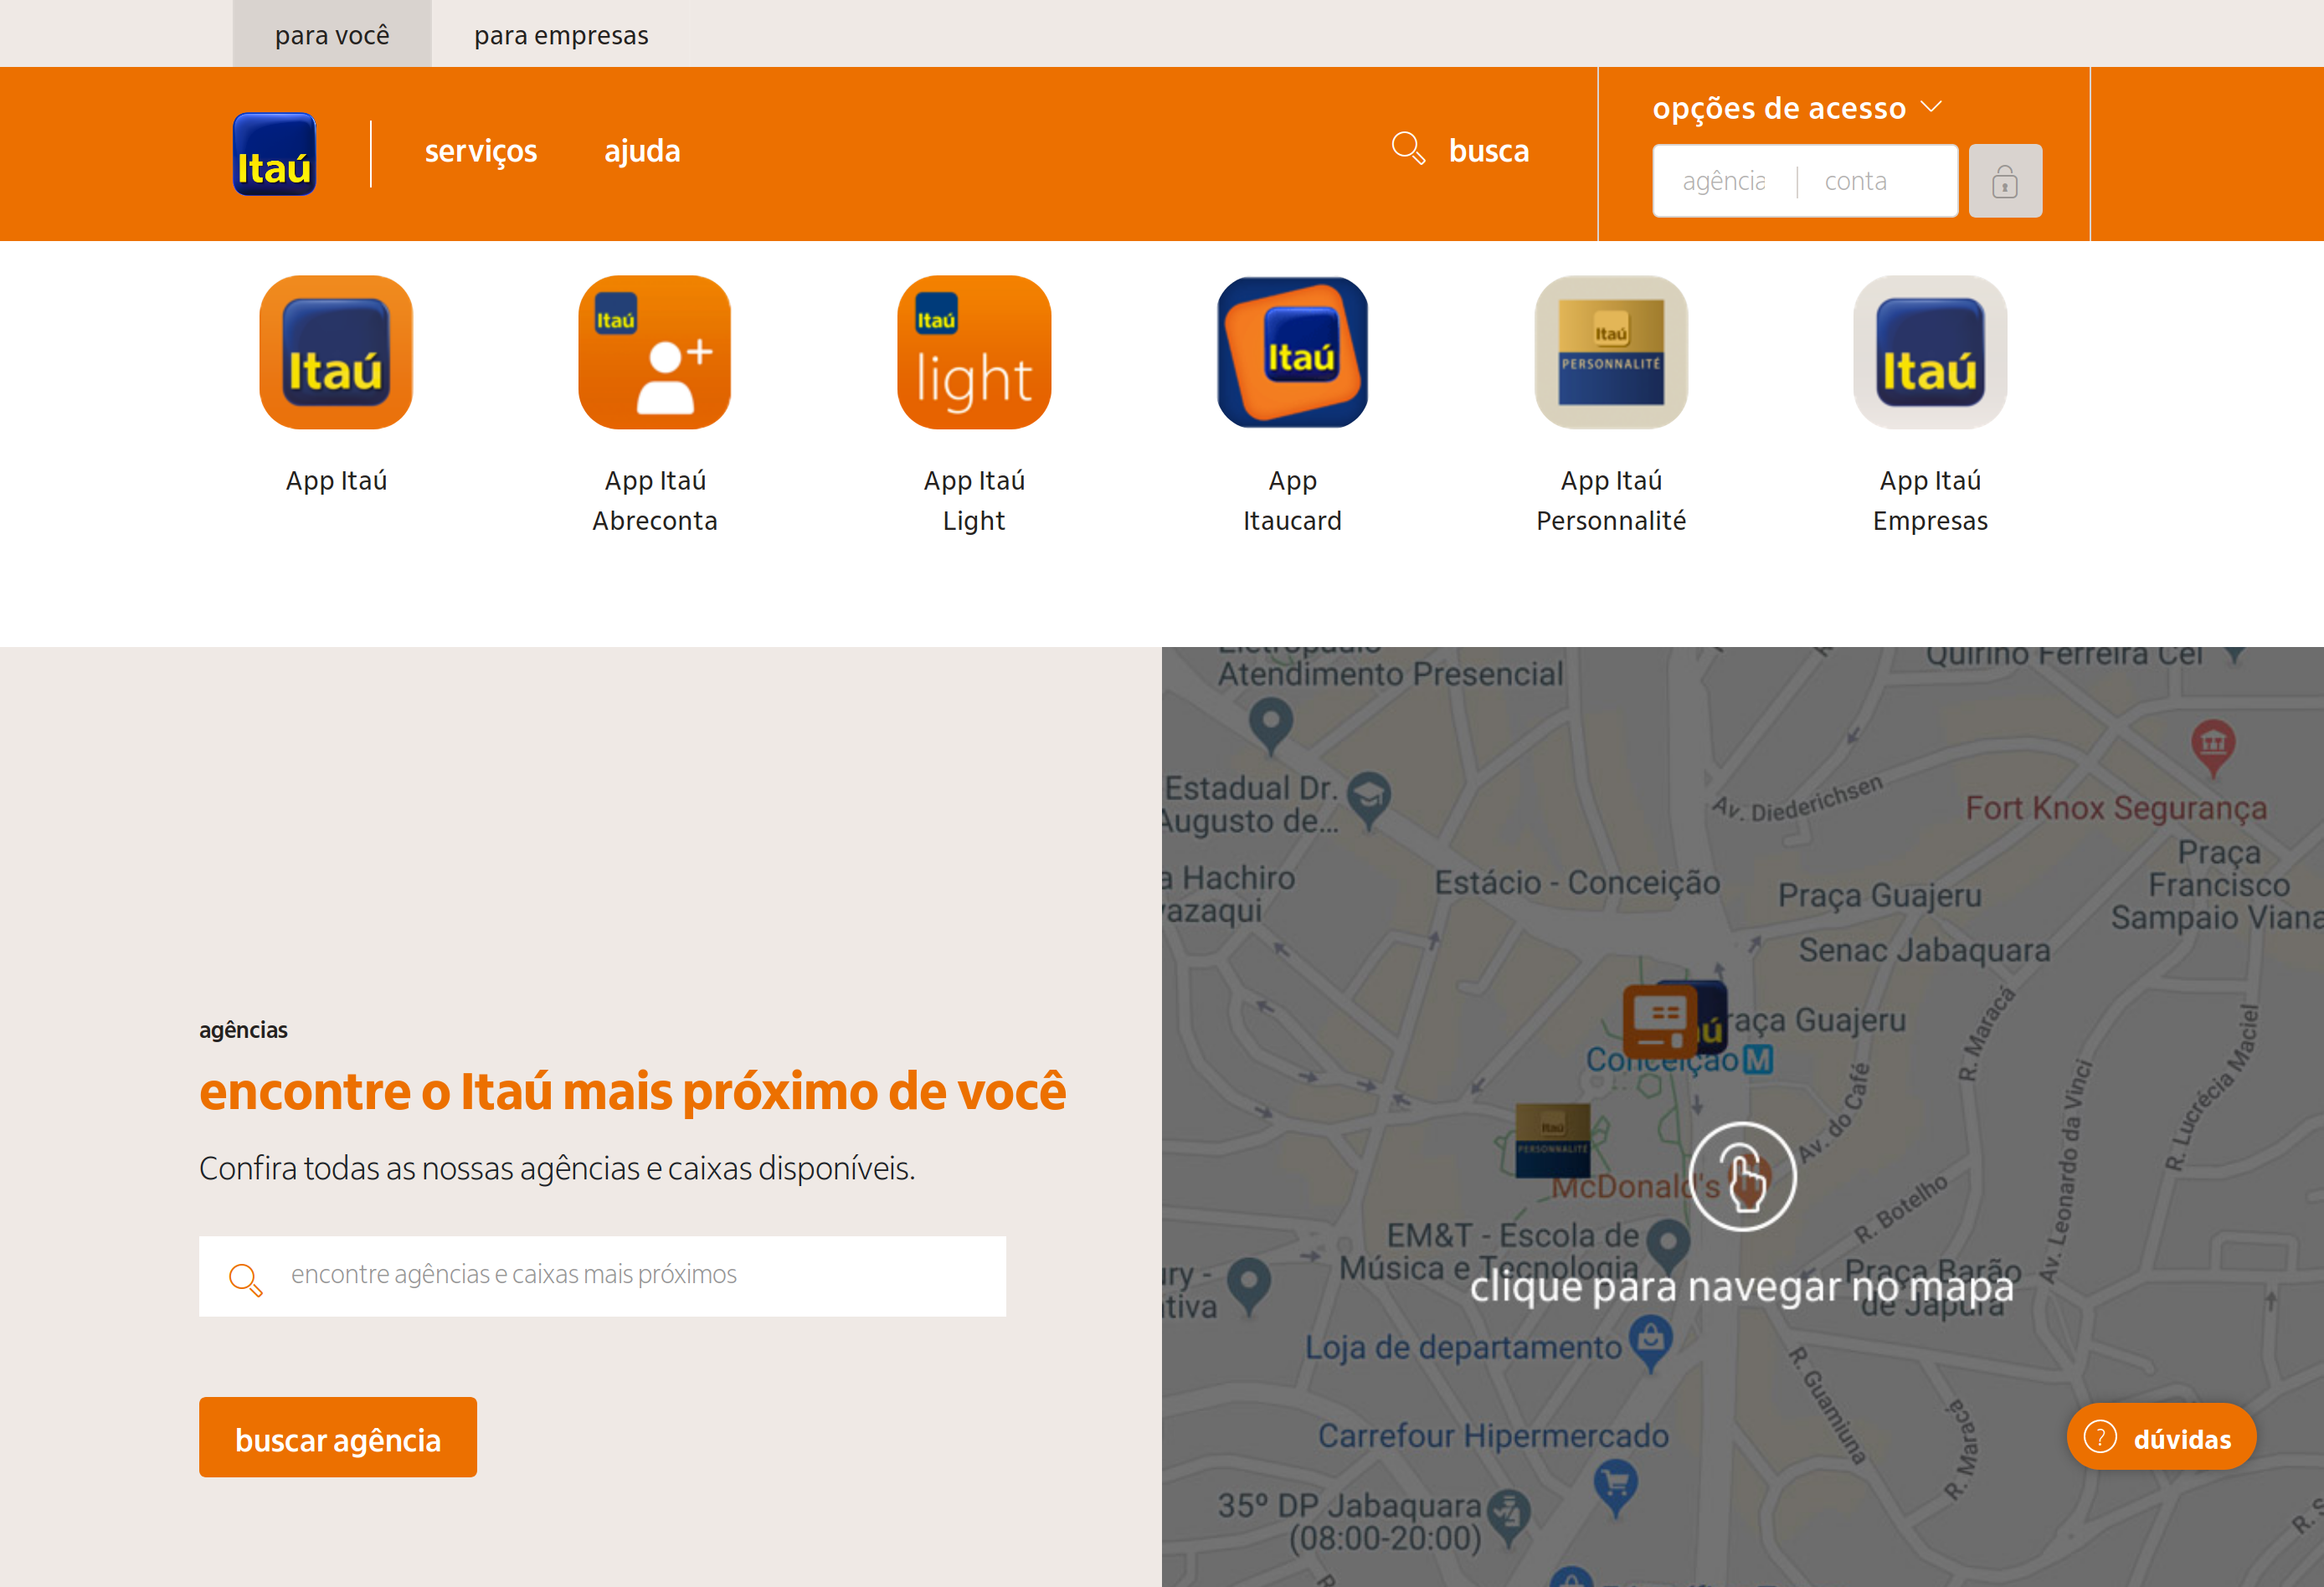 para você
para empresas
Itaú
serviços
ajuda
busca
opções de acesso
agência
conta
Itaú
Itaú
Itaú
light
Itaú
Itaú
PERSONNALITÉ
Itaú
App Itaú
App Itaú
Abreconta
App Itaú
Light
App
Itaucard
App Itaú
Personnalité
App Itaú
Empresas
agências
encontre o Itaú mais próximo de você
Confira todas as nossas agências e caixas disponíveis.
encontre agências e caixas mais próximos
buscar agência
Atendimento Presencial
Quirino Ferreira Cel
Estadual Dr.
Augusto de...
Av. Diederichsen
Fort Knox Segurança
Praça
Francisco
Sampaio Viana
a Hachiro
yazaqui
Estácio - Conceição
Praça Guajeru
Senac Jabaquara
raça Guajeru
Conceição M
R. Maracá
R. Lucrécia Maciel
Av. do Café
Av. Leonardo da Vinci
Itaú
PERSONNALITÉ
McDonald's
R. Botelho
EM&T - Escola de
Música e Tecnologia
ury -
tiva
clique para navegar no mapa
Praça Barão
de Japurá
Loja de departamento
R. Guamiuna
R. Maracá
Carrefour Hipermercado
? dúvidas
35º DP Jabaquara
(08:00-20:00)